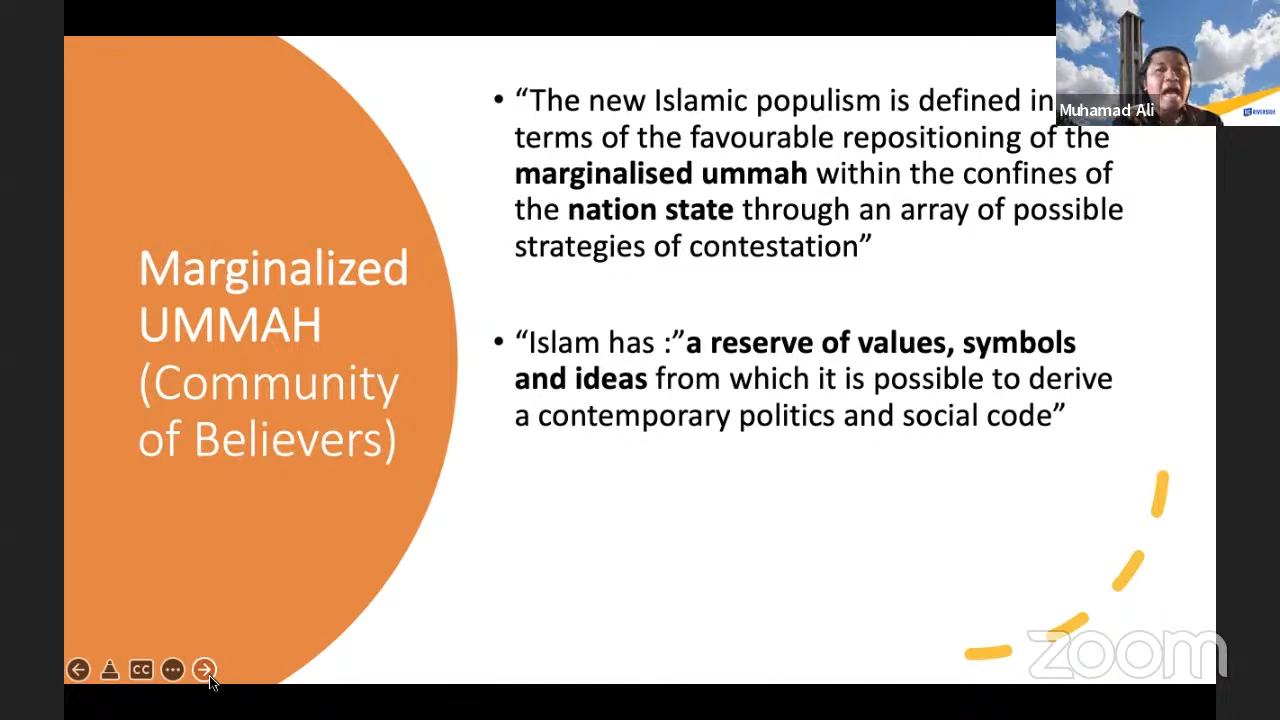 • “The new Islamic populism is defined in
terms of the favourable repositioning of the
marginalised ummah within the confines of
the nation state through an array of possible
strategies of contestation”
• “Islam has :”a reserve of values, symbols
and ideas from which it is possible to derive
a contemporary politics and social code”
Marginalized
UMMAH
(Community
of Believers)
Muhamad Ali
RIVERSIDE
CC
zoom